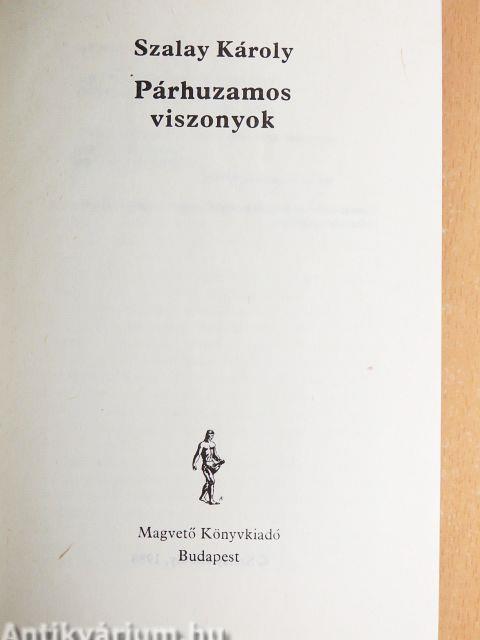 Szalay Károly
Párhuzamos
viszonyok
Magvető Könyvkiadó
Budapest
Antikvárium.hu